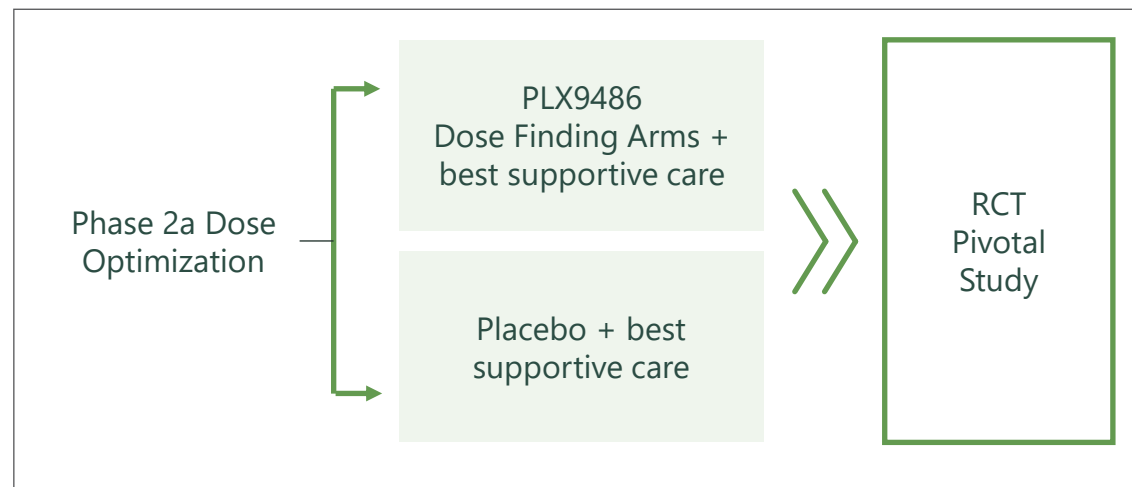 Phase 2a Dose
Optimization
PLX9486
Dose Finding Arms +
best supportive care
Placebo + best
supportive care
RCT
Pivotal
Study